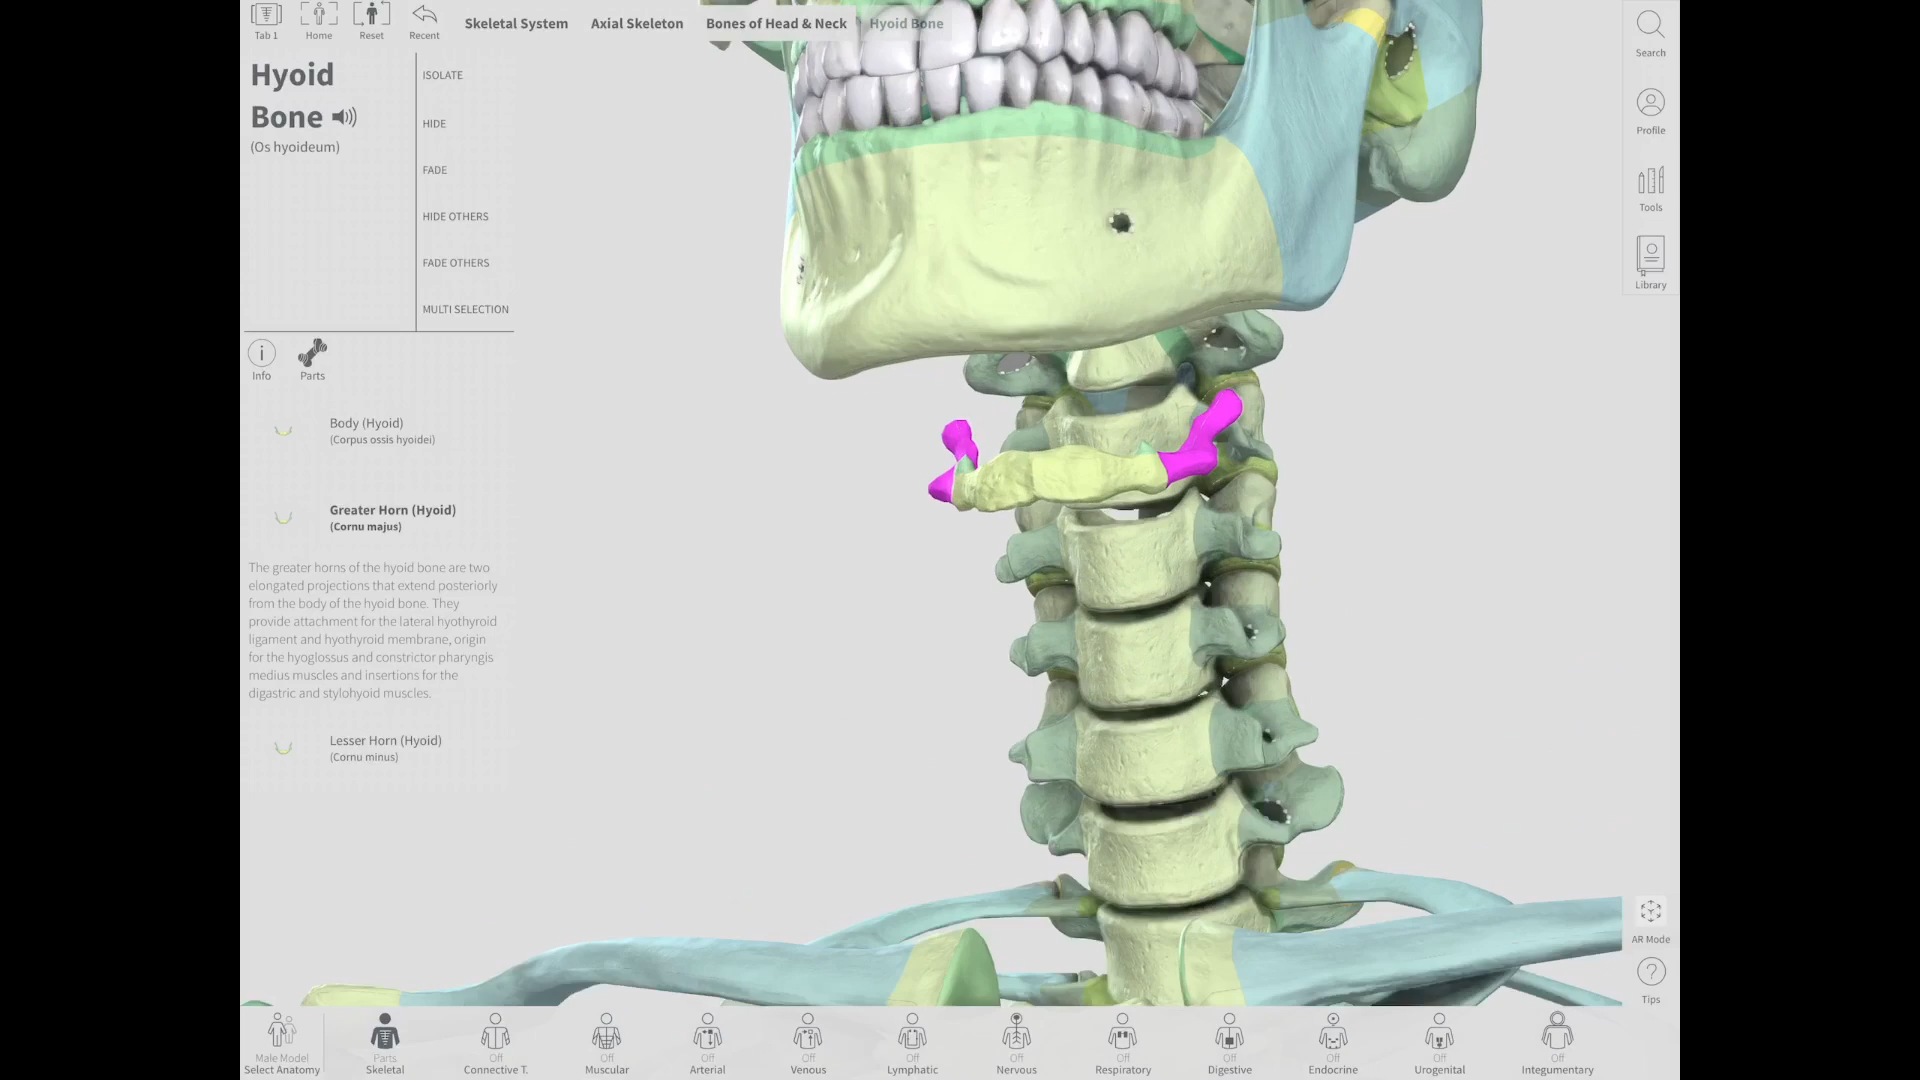 Tab 1
Home
Reset
Recent
Skeletal System
Axial Skeleton
Bones of Head & Neck
Hyoid Bone
Search
Profile
Tools
Library
Hyoid
Bone
(Os hyoideum)
ISOLATE
HIDE
FADE
HIDE OTHERS
FADE OTHERS
MULTI SELECTION
Info
Parts
Body (Hyoid)
(Corpus ossis hyoidei)
Greater Horn (Hyoid)
(Cornu majus)
The greater horns of the hyoid bone are two
elongated projections that extend posteriorly
from the body of the hyoid bone. They
provide attachment for the lateral hyothyroid
ligament and hyothyroid membrane, origin
for the hyoglossus and constrictor pharyngis
medius muscles and insertions for the
digastric and stylohyoid muscles.
Lesser Horn (Hyoid)
(Cornu minus)
AR Mode
Tips
Male Model
Select Anatomy
Parts
Skeletal
Off
Connective T.
Off
Muscular
Off
Arterial
Off
Venous
Off
Lymphatic
Off
Nervous
Off
Respiratory
Off
Digestive
Off
Endocrine
Off
Urogenital
Off
Integumentary